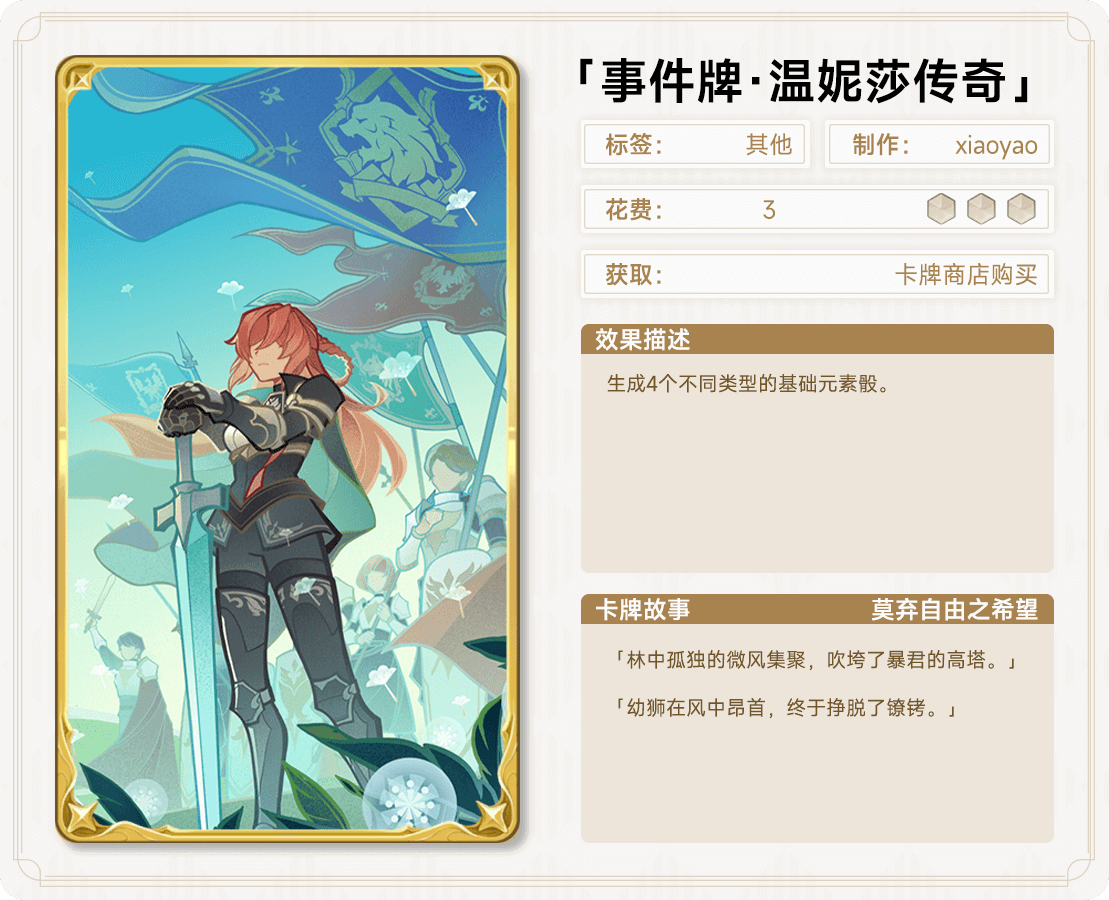 「事件牌·温妮莎传奇」
标签： 其他 制作： xiaoyao
花费： 3
获取： 卡牌商店购买
效果描述
生成4个不同类型的基础元素骰。
卡牌故事 莫弃自由之希望
「林中孤独的微风集聚，吹垮了暴君的高塔。」
「幼狮在风中昂首，终于挣脱了镣铐。」